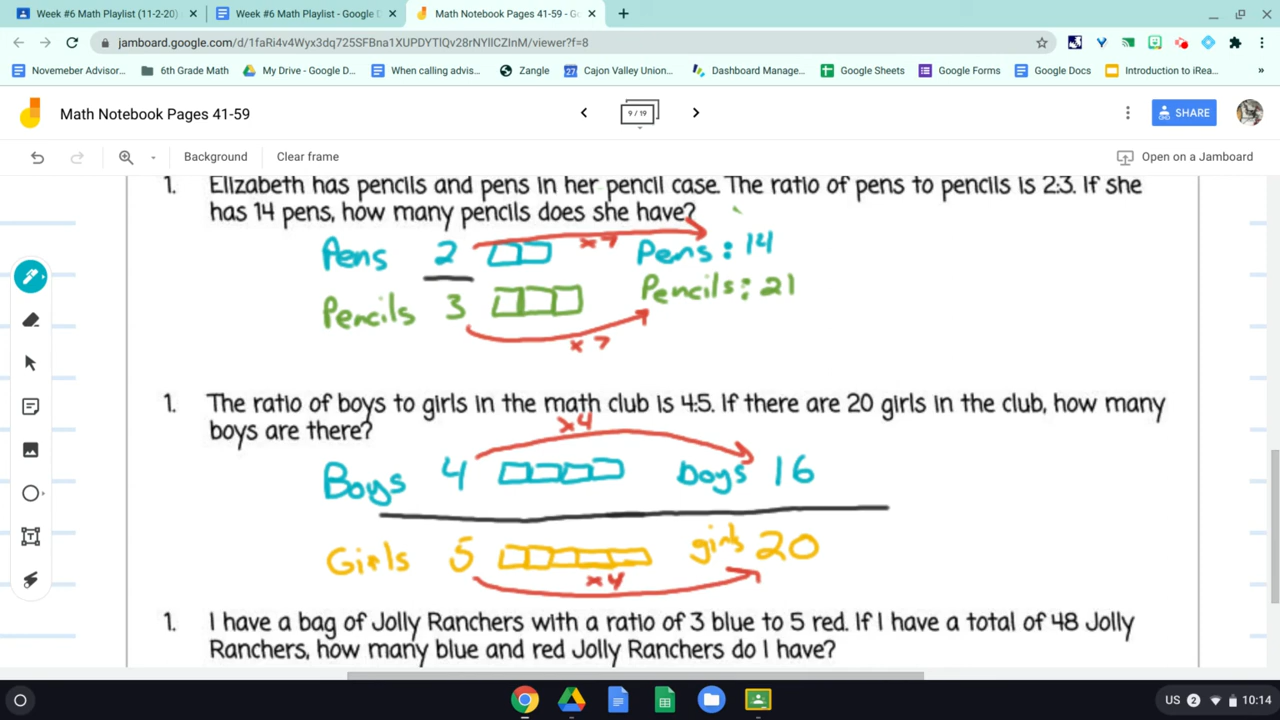 Week #6 Math Playlist (11-2-20)
Week #6 Math Playlist - Google D
Math Notebook Pages 41-59 - Go
jamboard.google.com/d/1faRi4v4Wyx3dq725SFBna1XUPDYTlQv28rNYllCZlnM/viewer?f=8
Novemeber Advisor...
6th Grade Math
My Drive - Google D...
When calling advis...
Zangle
Cajon Valley Union...
Dashboard Manage...
Google Sheets
Google Forms
Google Docs
Introduction to iRea...
»
Math Notebook Pages 41-59
9 / 19
SHARE
Background
Clear frame
Open on a Jamboard
1. Elizabeth has pencils and pens in her pencil case. The ratio of pens to pencils is 2:3. If she
has 14 pens, how many pencils does she have?
x7
Pens 2 Pens: 14
Pencils 3 Pencils: 21
x 7
1. The ratio of boys to girls in the math club is 4:5. If there are 20 girls in the club, how many
boys are there?
x4
Boys 4 boys 16
Girls 5 girls 20
x4
1. I have a bag of Jolly Ranchers with a ratio of 3 blue to 5 red. If I have a total of 48 Jolly
Ranchers, how many blue and red Jolly Ranchers do I have?
US 2 10:14